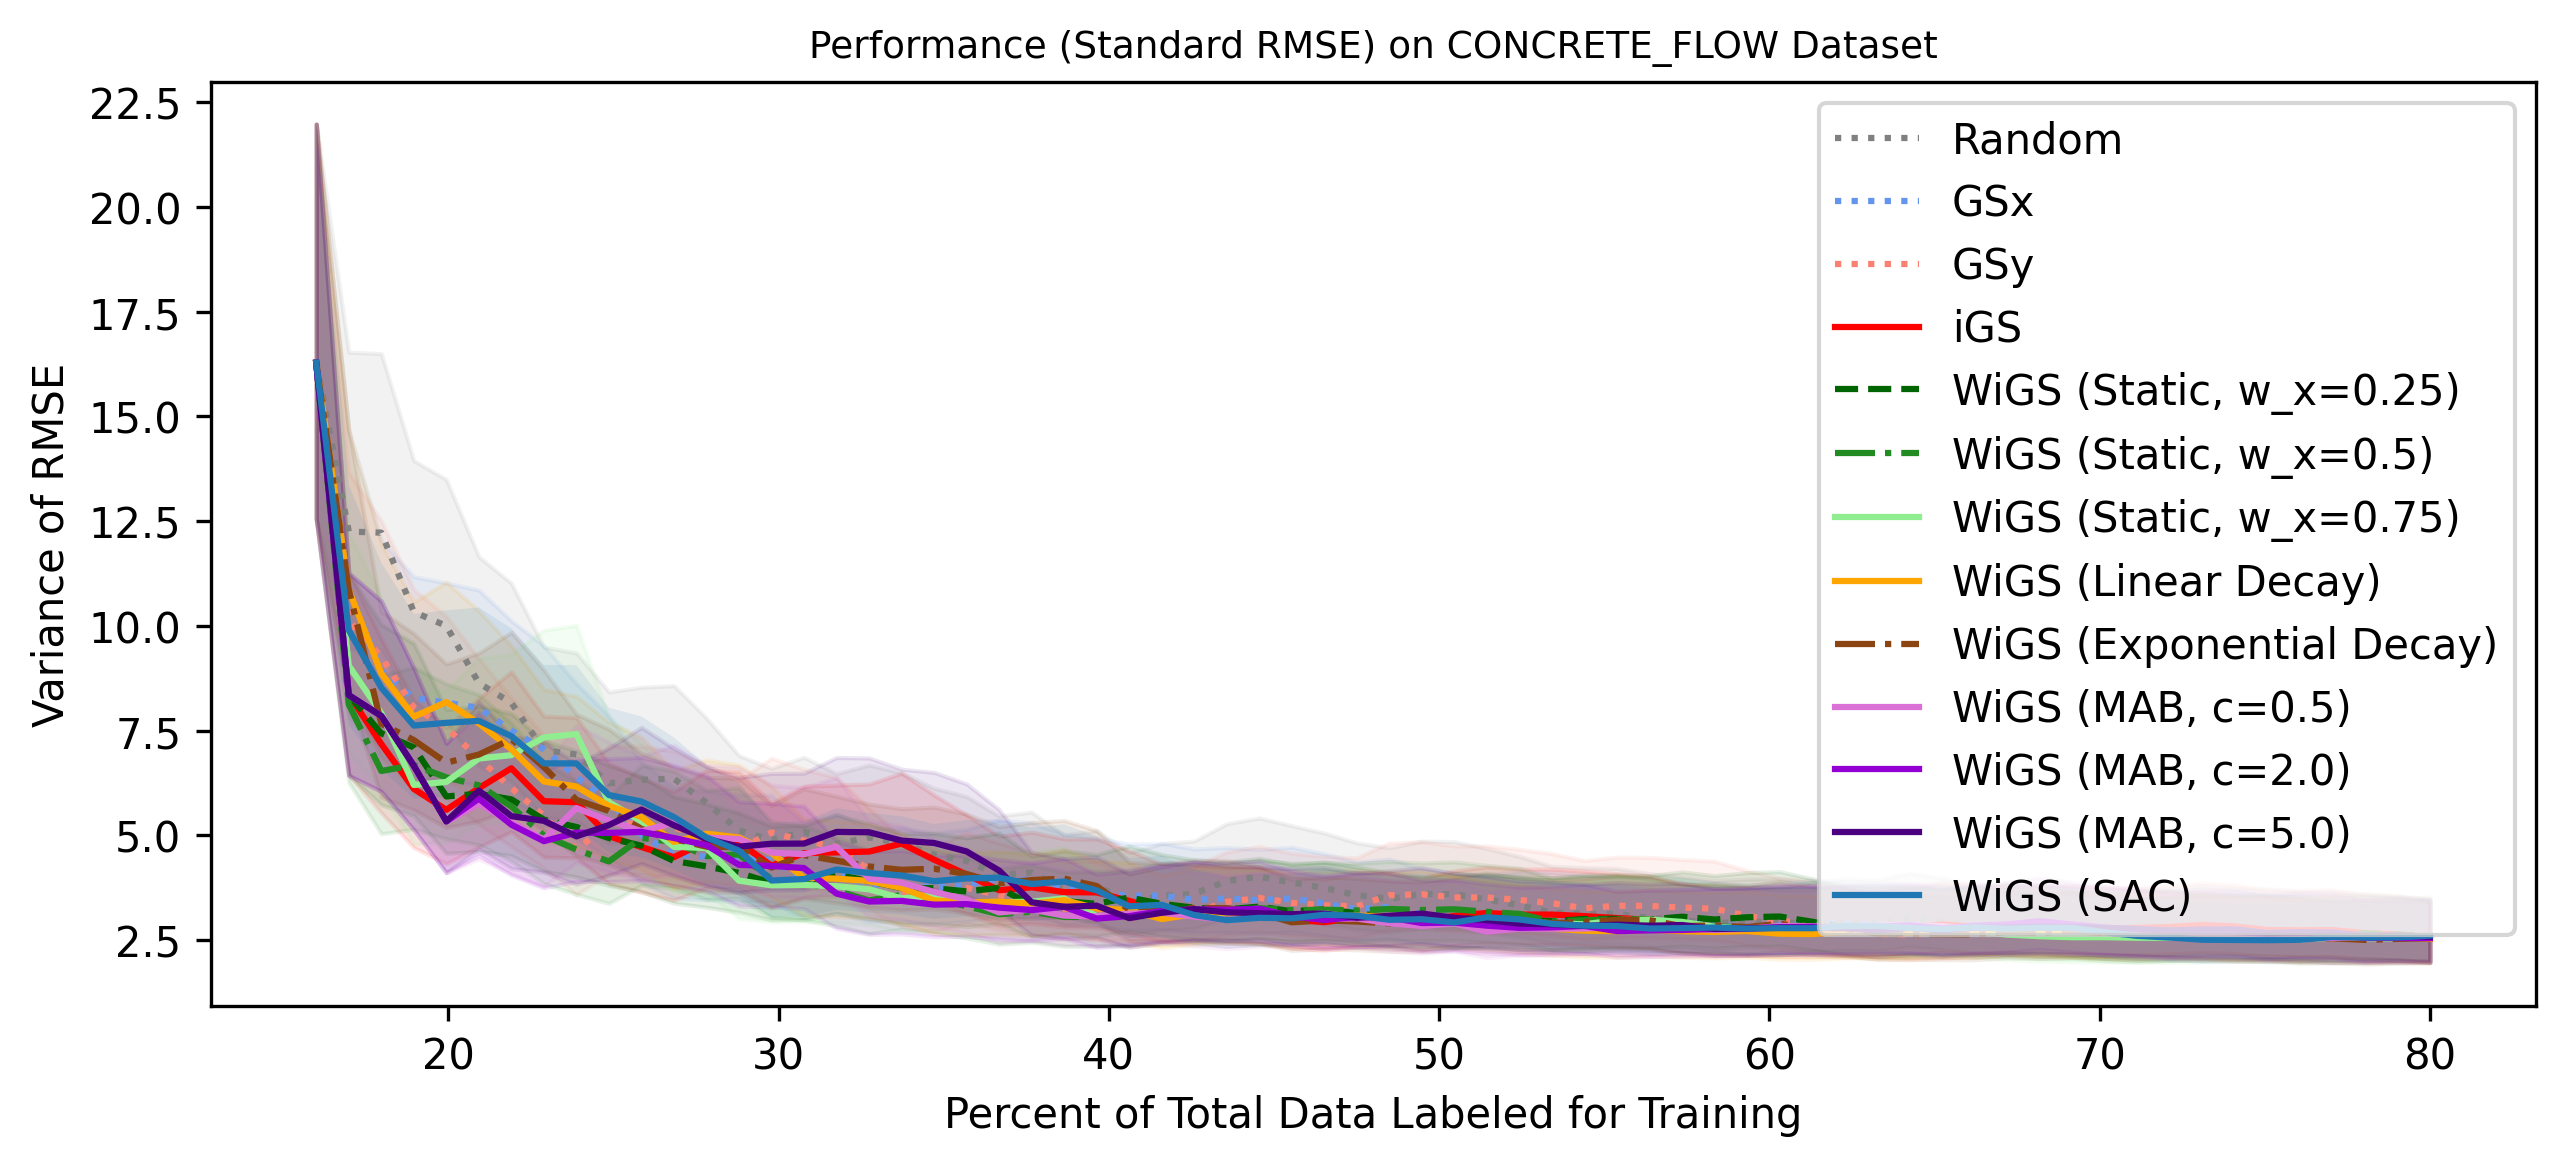 Performance (Standard RMSE) on CONCRETE_FLOW Dataset
Variance of RMSE
22.5
20.0
17.5
15.0
12.5
10.0
7.5
5.0
2.5
Random
GSx
GSy
iGS
WiGS (Static, w_x=0.25)
WiGS (Static, w_x=0.5)
WiGS (Static, w_x=0.75)
WiGS (Linear Decay)
WiGS (Exponential Decay)
WiGS (MAB, c=0.5)
WiGS (MAB, c=2.0)
WiGS (MAB, c=5.0)
WiGS (SAC)
20 30 40 50 60 70 80
Percent of Total Data Labeled for Training